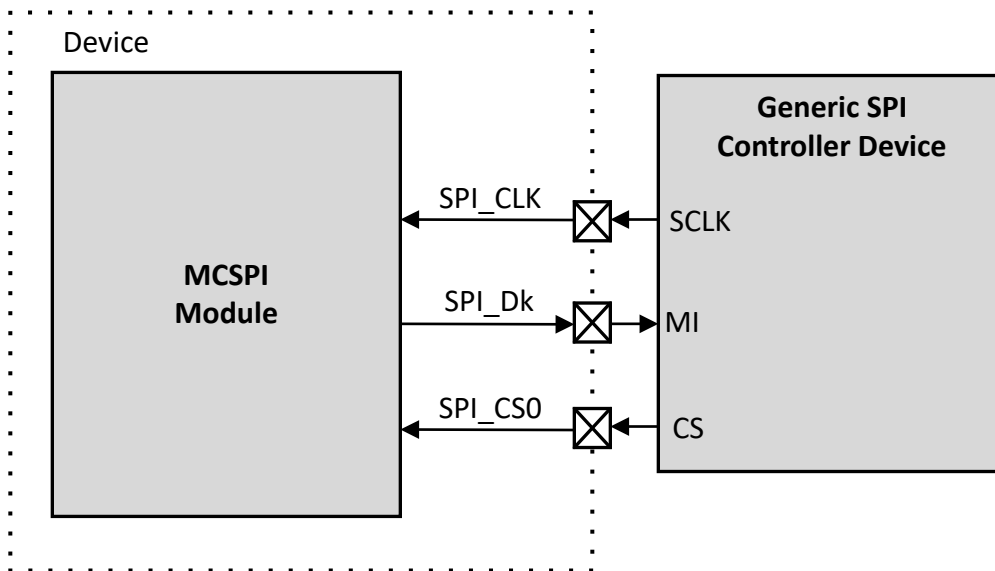 Device
Generic SPI
Controller Device
SPI_CLK
SCLK
MCSPI
Module
SPI_Dk
MI
SPI_CS0
CS